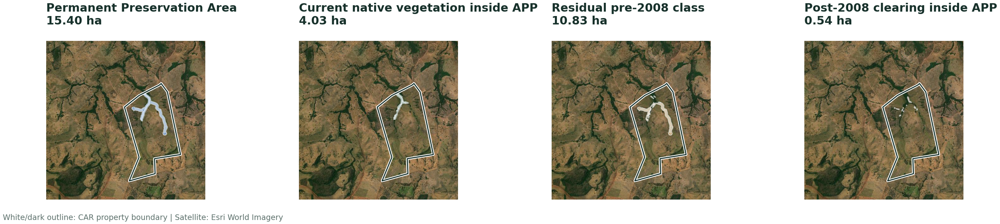 Permanent Preservation Area
15.40 ha
Current native vegetation inside APP
4.03 ha
Residual pre-2008 class
10.83 ha
Post-2008 clearing inside APP
0.54 ha
White/dark outline: CAR property boundary | Satellite: Esri World Imagery